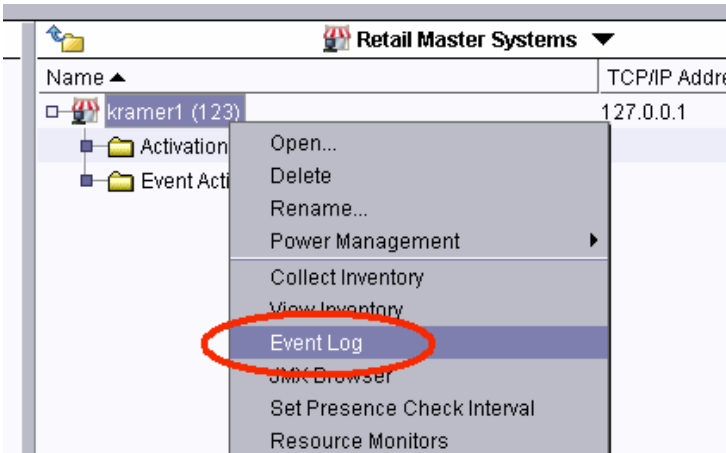 Retail Master Systems
Name TCP/IP Addre
kramer1 (123) 127.0.0.1
Activation
Event Acti
Open...
Delete
Rename...
Power Management
Collect Inventory
View Inventory
Event Log
JMX Browser
Set Presence Check Interval
Resource Monitors